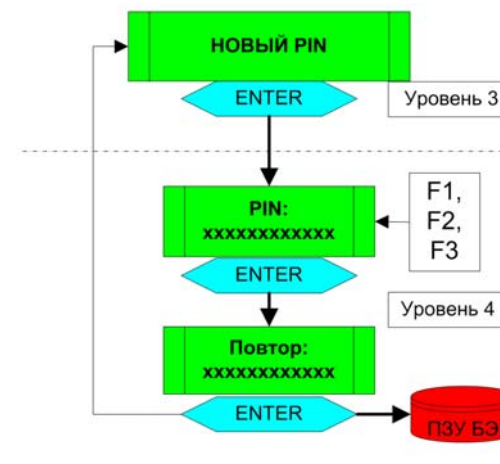 НОВЫЙ PIN
ENTER
Уровень 3
PIN:
xxxxxxxxxxxx
F1,
F2,
F3
ENTER
Уровень 4
Повтор:
xxxxxxxxxxxx
ENTER
ПЗУ БЭ